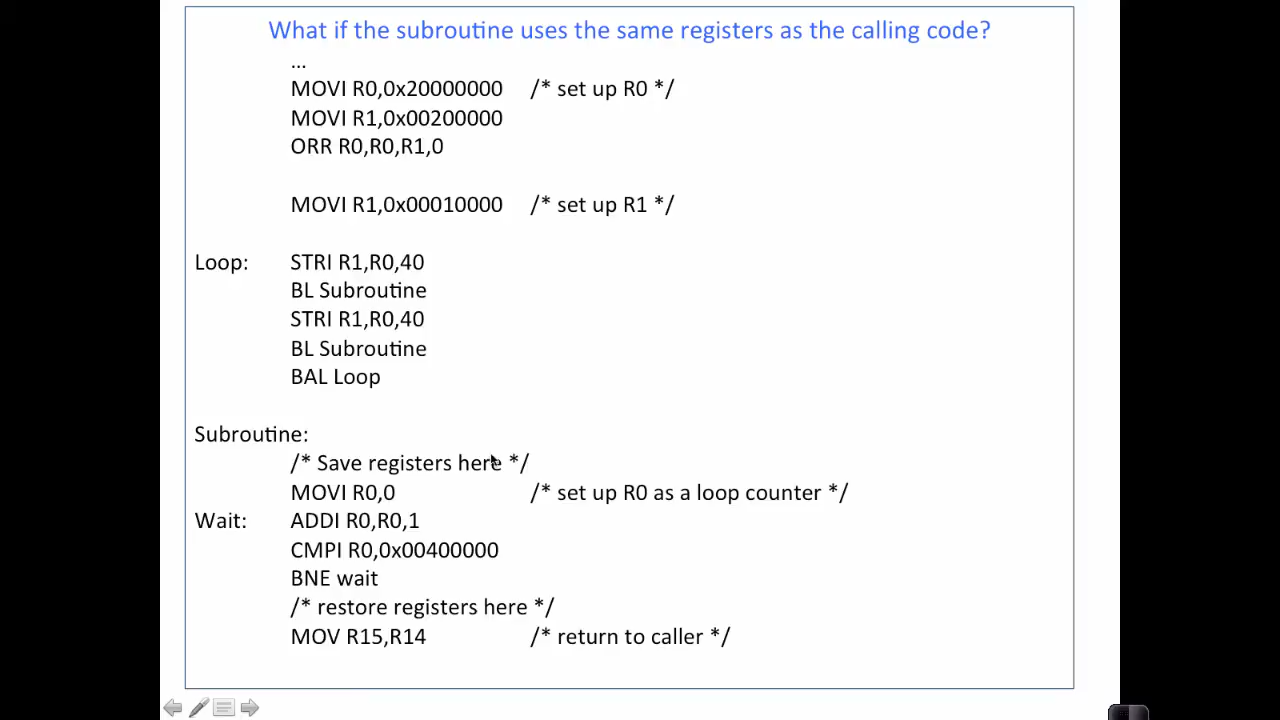 What if the subroutine uses the same registers as the calling code?
...
MOVI R0,0x20000000 /* set up R0 */
MOVI R1,0x00200000
ORR R0,R0,R1,0
MOVI R1,0x00010000 /* set up R1 */
Loop: STRI R1,R0,40
BL Subroutine
STRI R1,R0,40
BL Subroutine
BAL Loop
Subroutine:
/* Save registers here */
MOVI R0,0 /* set up R0 as a loop counter */
Wait: ADDI R0,R0,1
CMPI R0,0x00400000
BNE wait
/* restore registers here */
MOV R15,R14 /* return to caller */